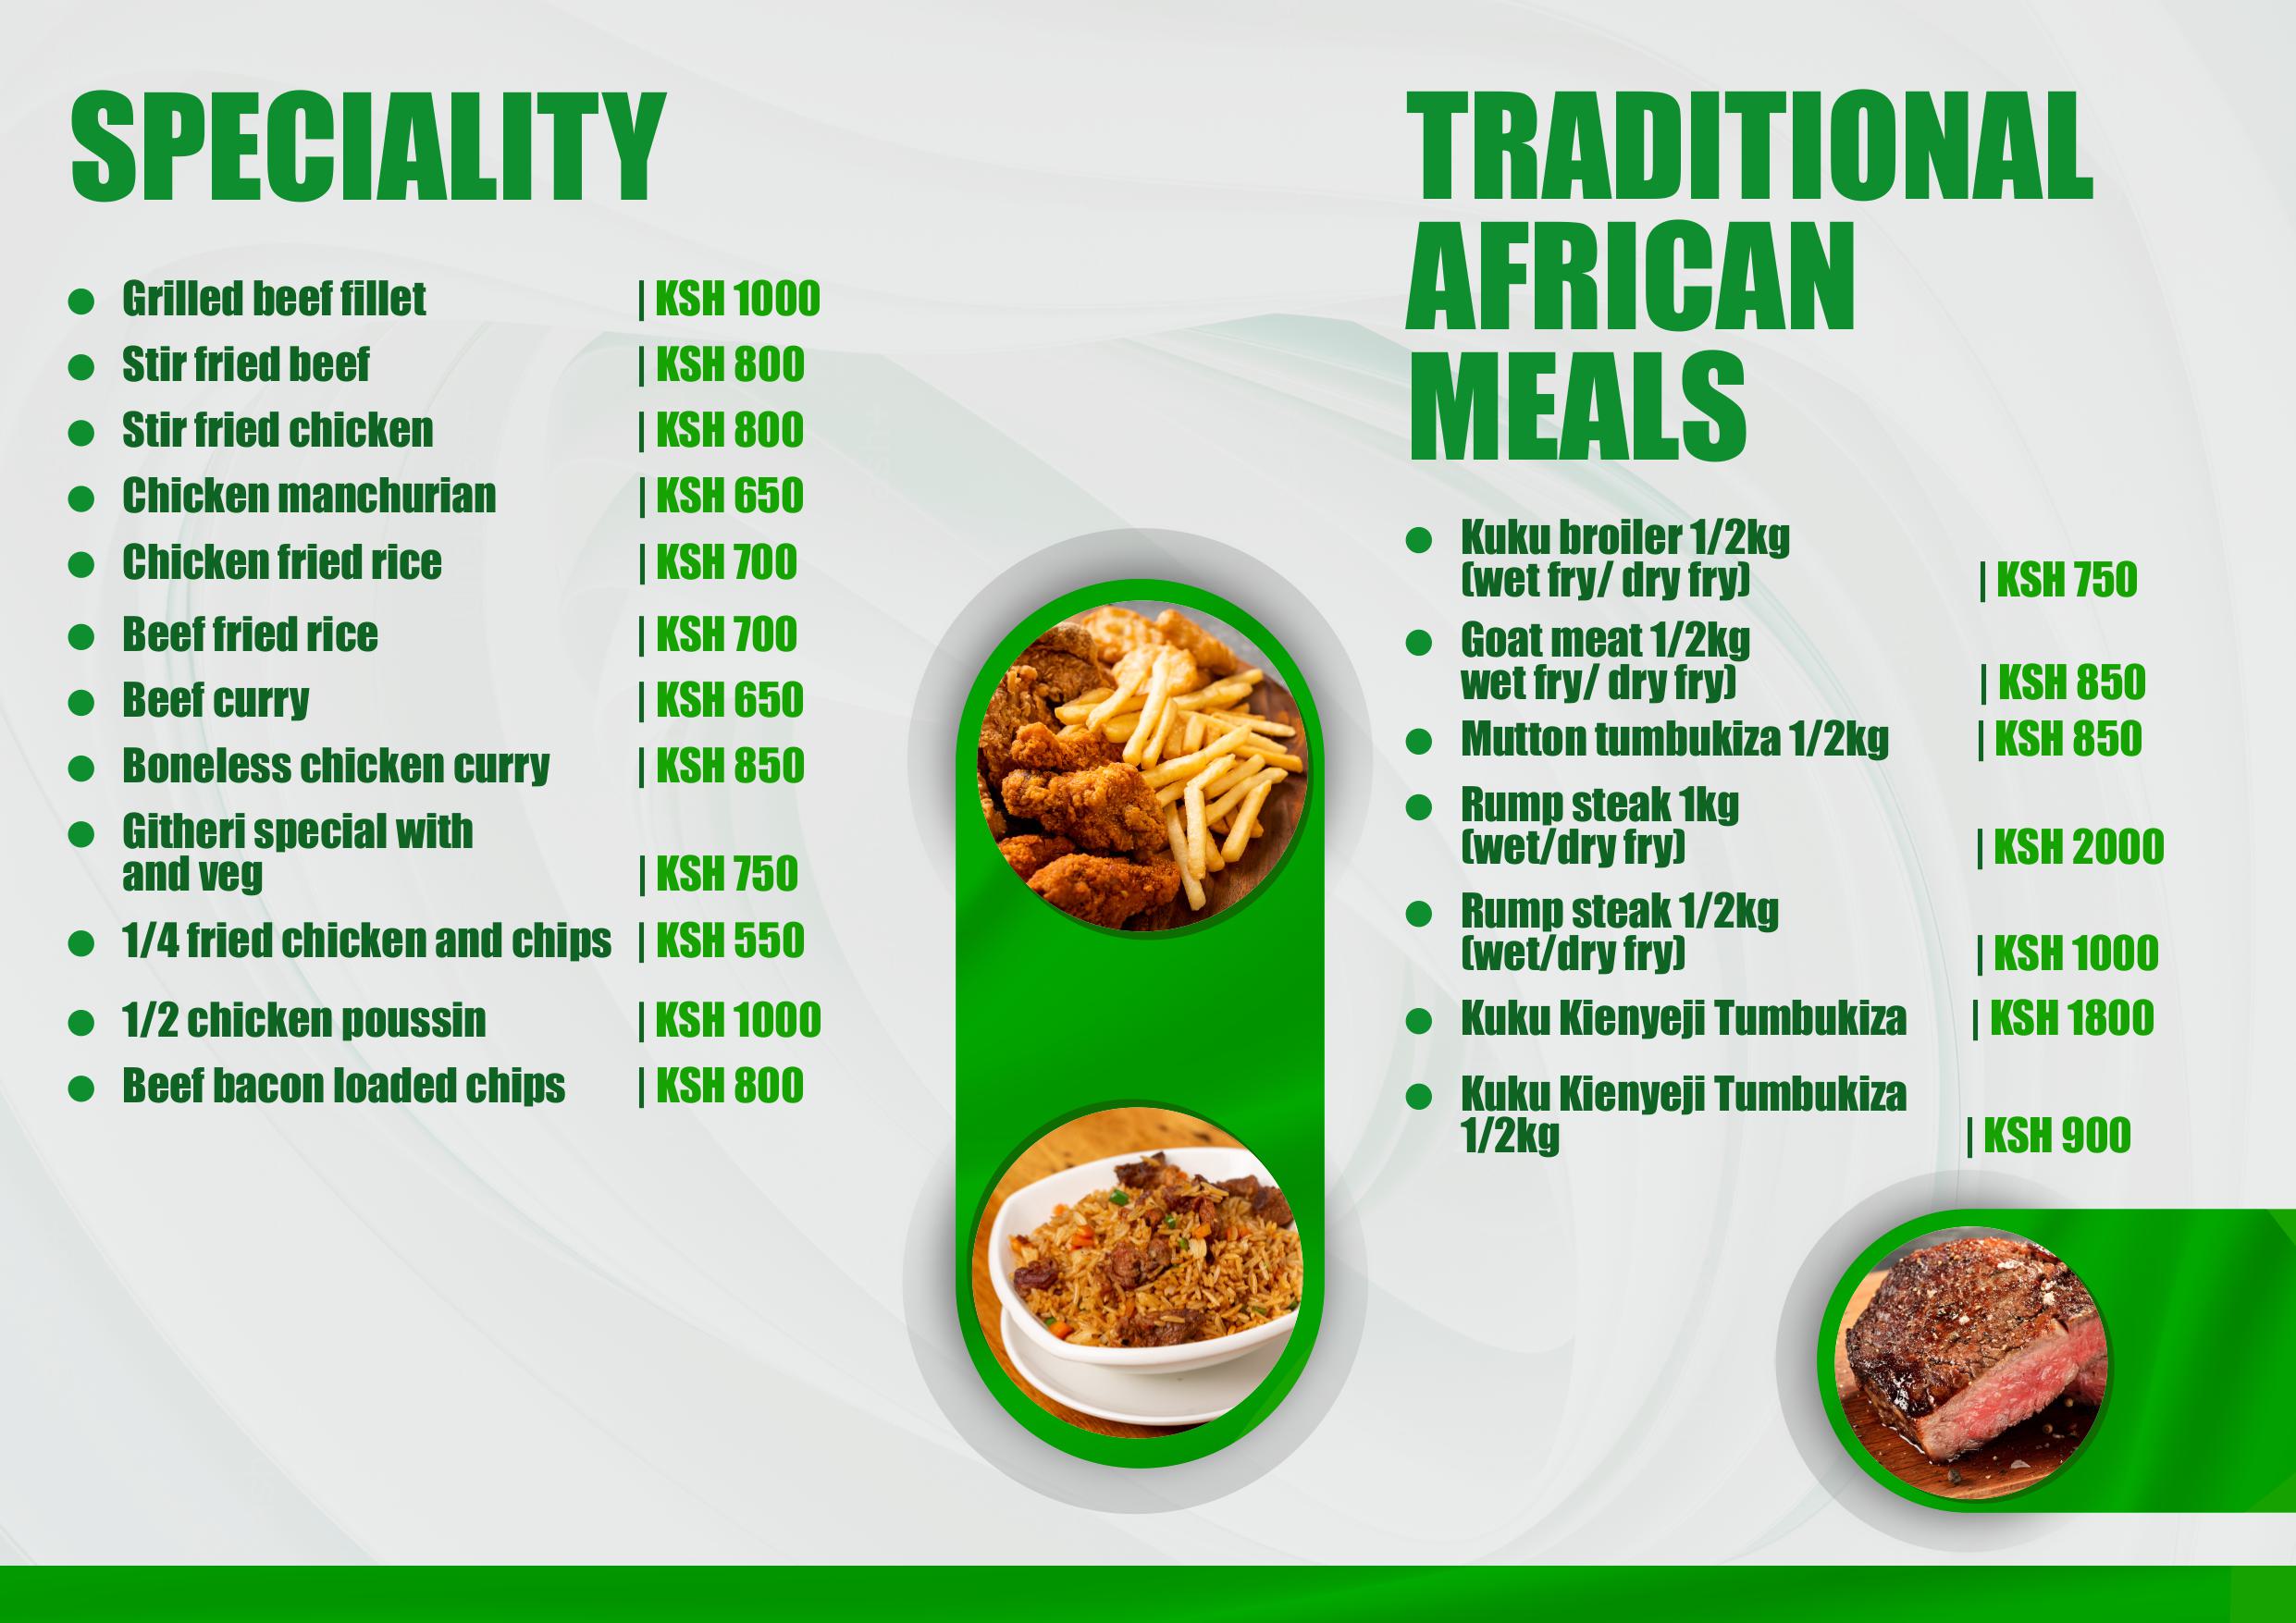 SPECIALITY
Grilled beef fillet | KSH 1000
Stir fried beef | KSH 800
Stir fried chicken | KSH 800
Chicken manchurian | KSH 650
Chicken fried rice | KSH 700
Beef fried rice | KSH 700
Beef curry | KSH 650
Boneless chicken curry | KSH 850
Githeri special with
and veg | KSH 750
1/4 fried chicken and chips | KSH 550
1/2 chicken poussin | KSH 1000
Beef bacon loaded chips | KSH 800
TRADITIONAL
AFRICAN
MEALS
Kuku broiler 1/2kg
(wet fry/ dry fry) | KSH 750
Goat meat 1/2kg
wet fry/ dry fry) | KSH 850
Mutton tumbukiza 1/2kg | KSH 850
Rump steak 1kg
(wet/dry fry) | KSH 2000
Rump steak 1/2kg
(wet/dry fry) | KSH 1000
Kuku Kienyeji Tumbukiza | KSH 1800
Kuku Kienyeji Tumbukiza
1/2kg | KSH 900